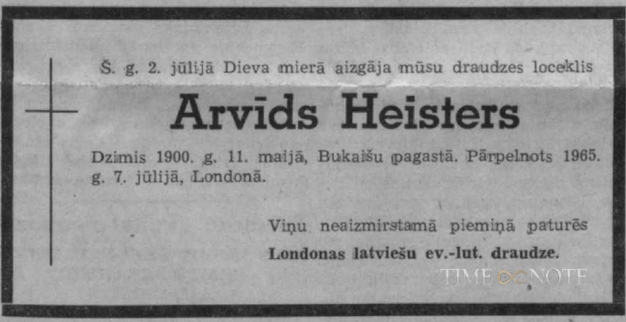 Š. g. 2. jūlijā Dieva mierā aizgāja mūsu draudzes loceklis
Arvīds Heisters
Dzimis 1900. g. 11. maijā, Bukaišu pagastā. Pārpelnots 1965.
g. 7. jūlijā, Londonā.
Viņu neaizmirstamā piemiņā paturēs
Londonas latviešu ev.-lut. draudze.
TIME NOTE